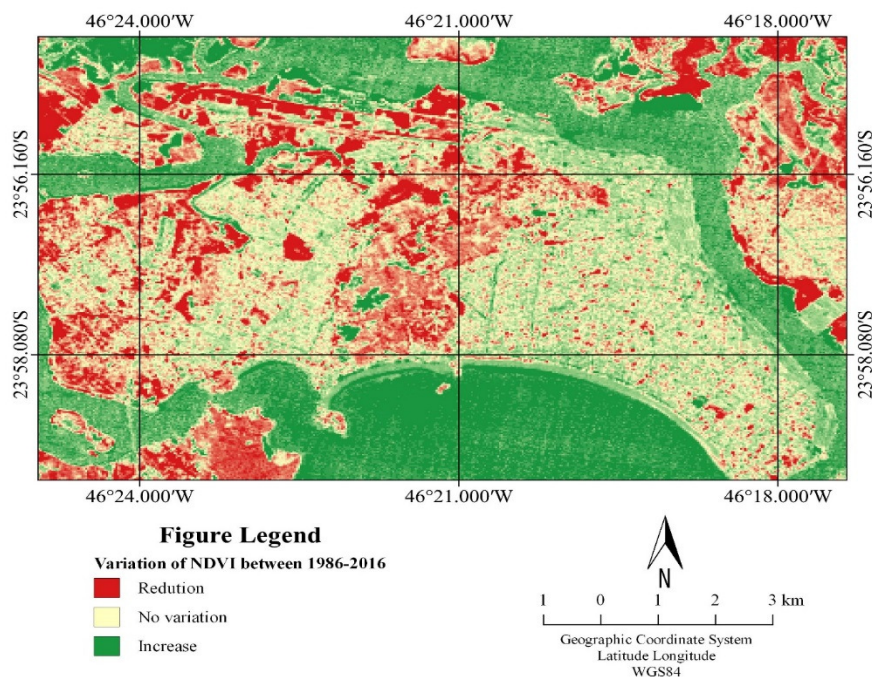 46°24.000′W 46°21.000′W 46°18.000′W
23°56.160′S 23°56.160′S
23°58.080′S 23°58.080′S
46°24.000′W 46°21.000′W 46°18.000′W
Figure Legend
Variation of NDVI between 1986-2016
Redution
No variation
Increase
N
1 0 1 2 3 km
Geographic Coordinate System
Latitude Longitude
WGS84